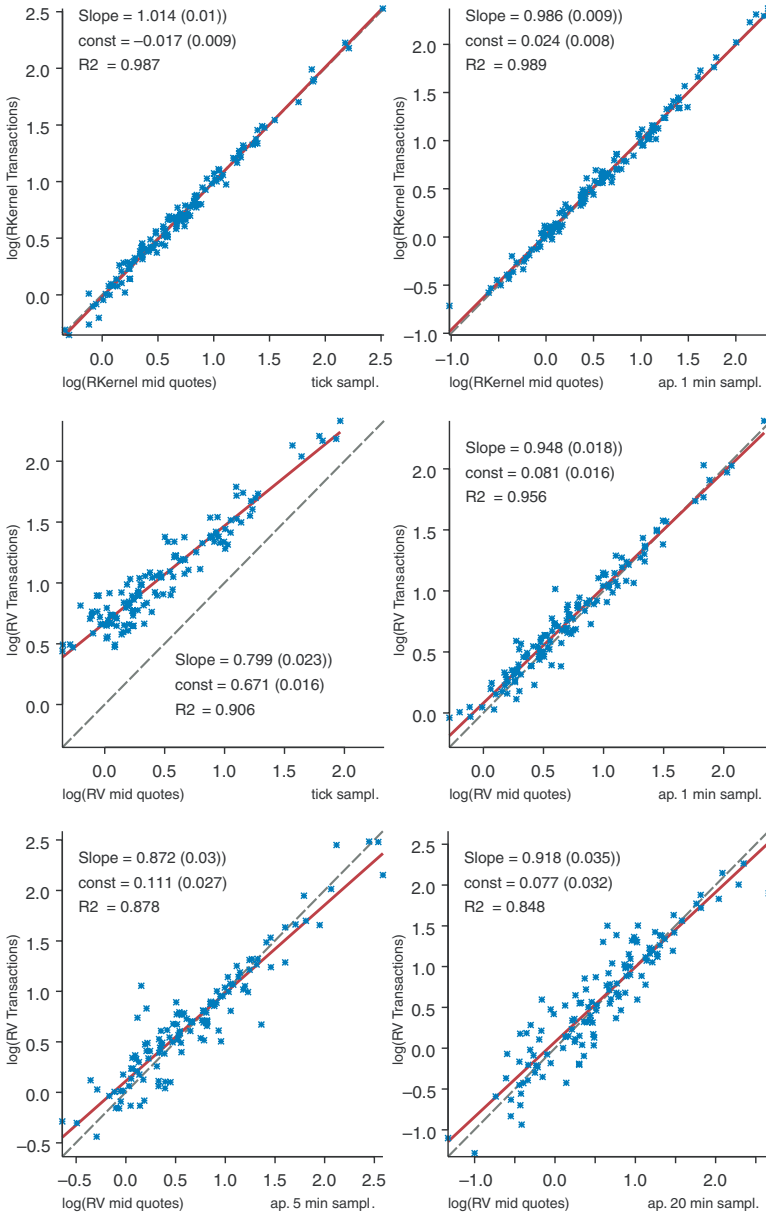 Slope = 1.014 (0.01))
const = −0.017 (0.009)
R2 = 0.987
log(RKernel Transactions)
2.5
2.0
1.5
1.0
0.5
0.0
0.0 0.5 1.0 1.5 2.0 2.5
log(RKernel mid quotes) tick sampl.
Slope = 0.986 (0.009))
const = 0.024 (0.008)
R2 = 0.989
log(RKernel Transactions)
2.0
1.5
1.0
0.5
0.0
−0.5
−1.0
−1.0 0.0 0.5 1.0 1.5 2.0
log(RKernel mid quotes) ap. 1 min sampl.
log(RV Transactions)
2.0
1.5
1.0
0.5
0.0
Slope = 0.799 (0.023))
const = 0.671 (0.016)
R2 = 0.906
0.0 0.5 1.0 1.5 2.0
log(RV mid quotes) tick sampl.
Slope = 0.948 (0.018))
const = 0.081 (0.016)
R2 = 0.956
log(RV Transactions)
2.0
1.5
1.0
0.5
0.0
0.0 0.5 1.0 1.5 2.0
log(RV mid quotes) ap. 1 min sampl.
Slope = 0.872 (0.03))
const = 0.111 (0.027)
R2 = 0.878
log(RV Transactions)
2.5
2.0
1.5
1.0
0.5
0.0
−0.5
−0.5 0.0 0.5 1.0 1.5 2.0 2.5
log(RV mid quotes) ap. 5 min sampl.
Slope = 0.918 (0.035))
const = 0.077 (0.032)
R2 = 0.848
log(RV Transactions)
2.5
2.0
1.5
1.0
0.5
0.0
−0.5
−1.0
−1.0 0.0 0.5 1.0 1.5 2.0 2.5
log(RV mid quotes) ap. 20 min sampl.